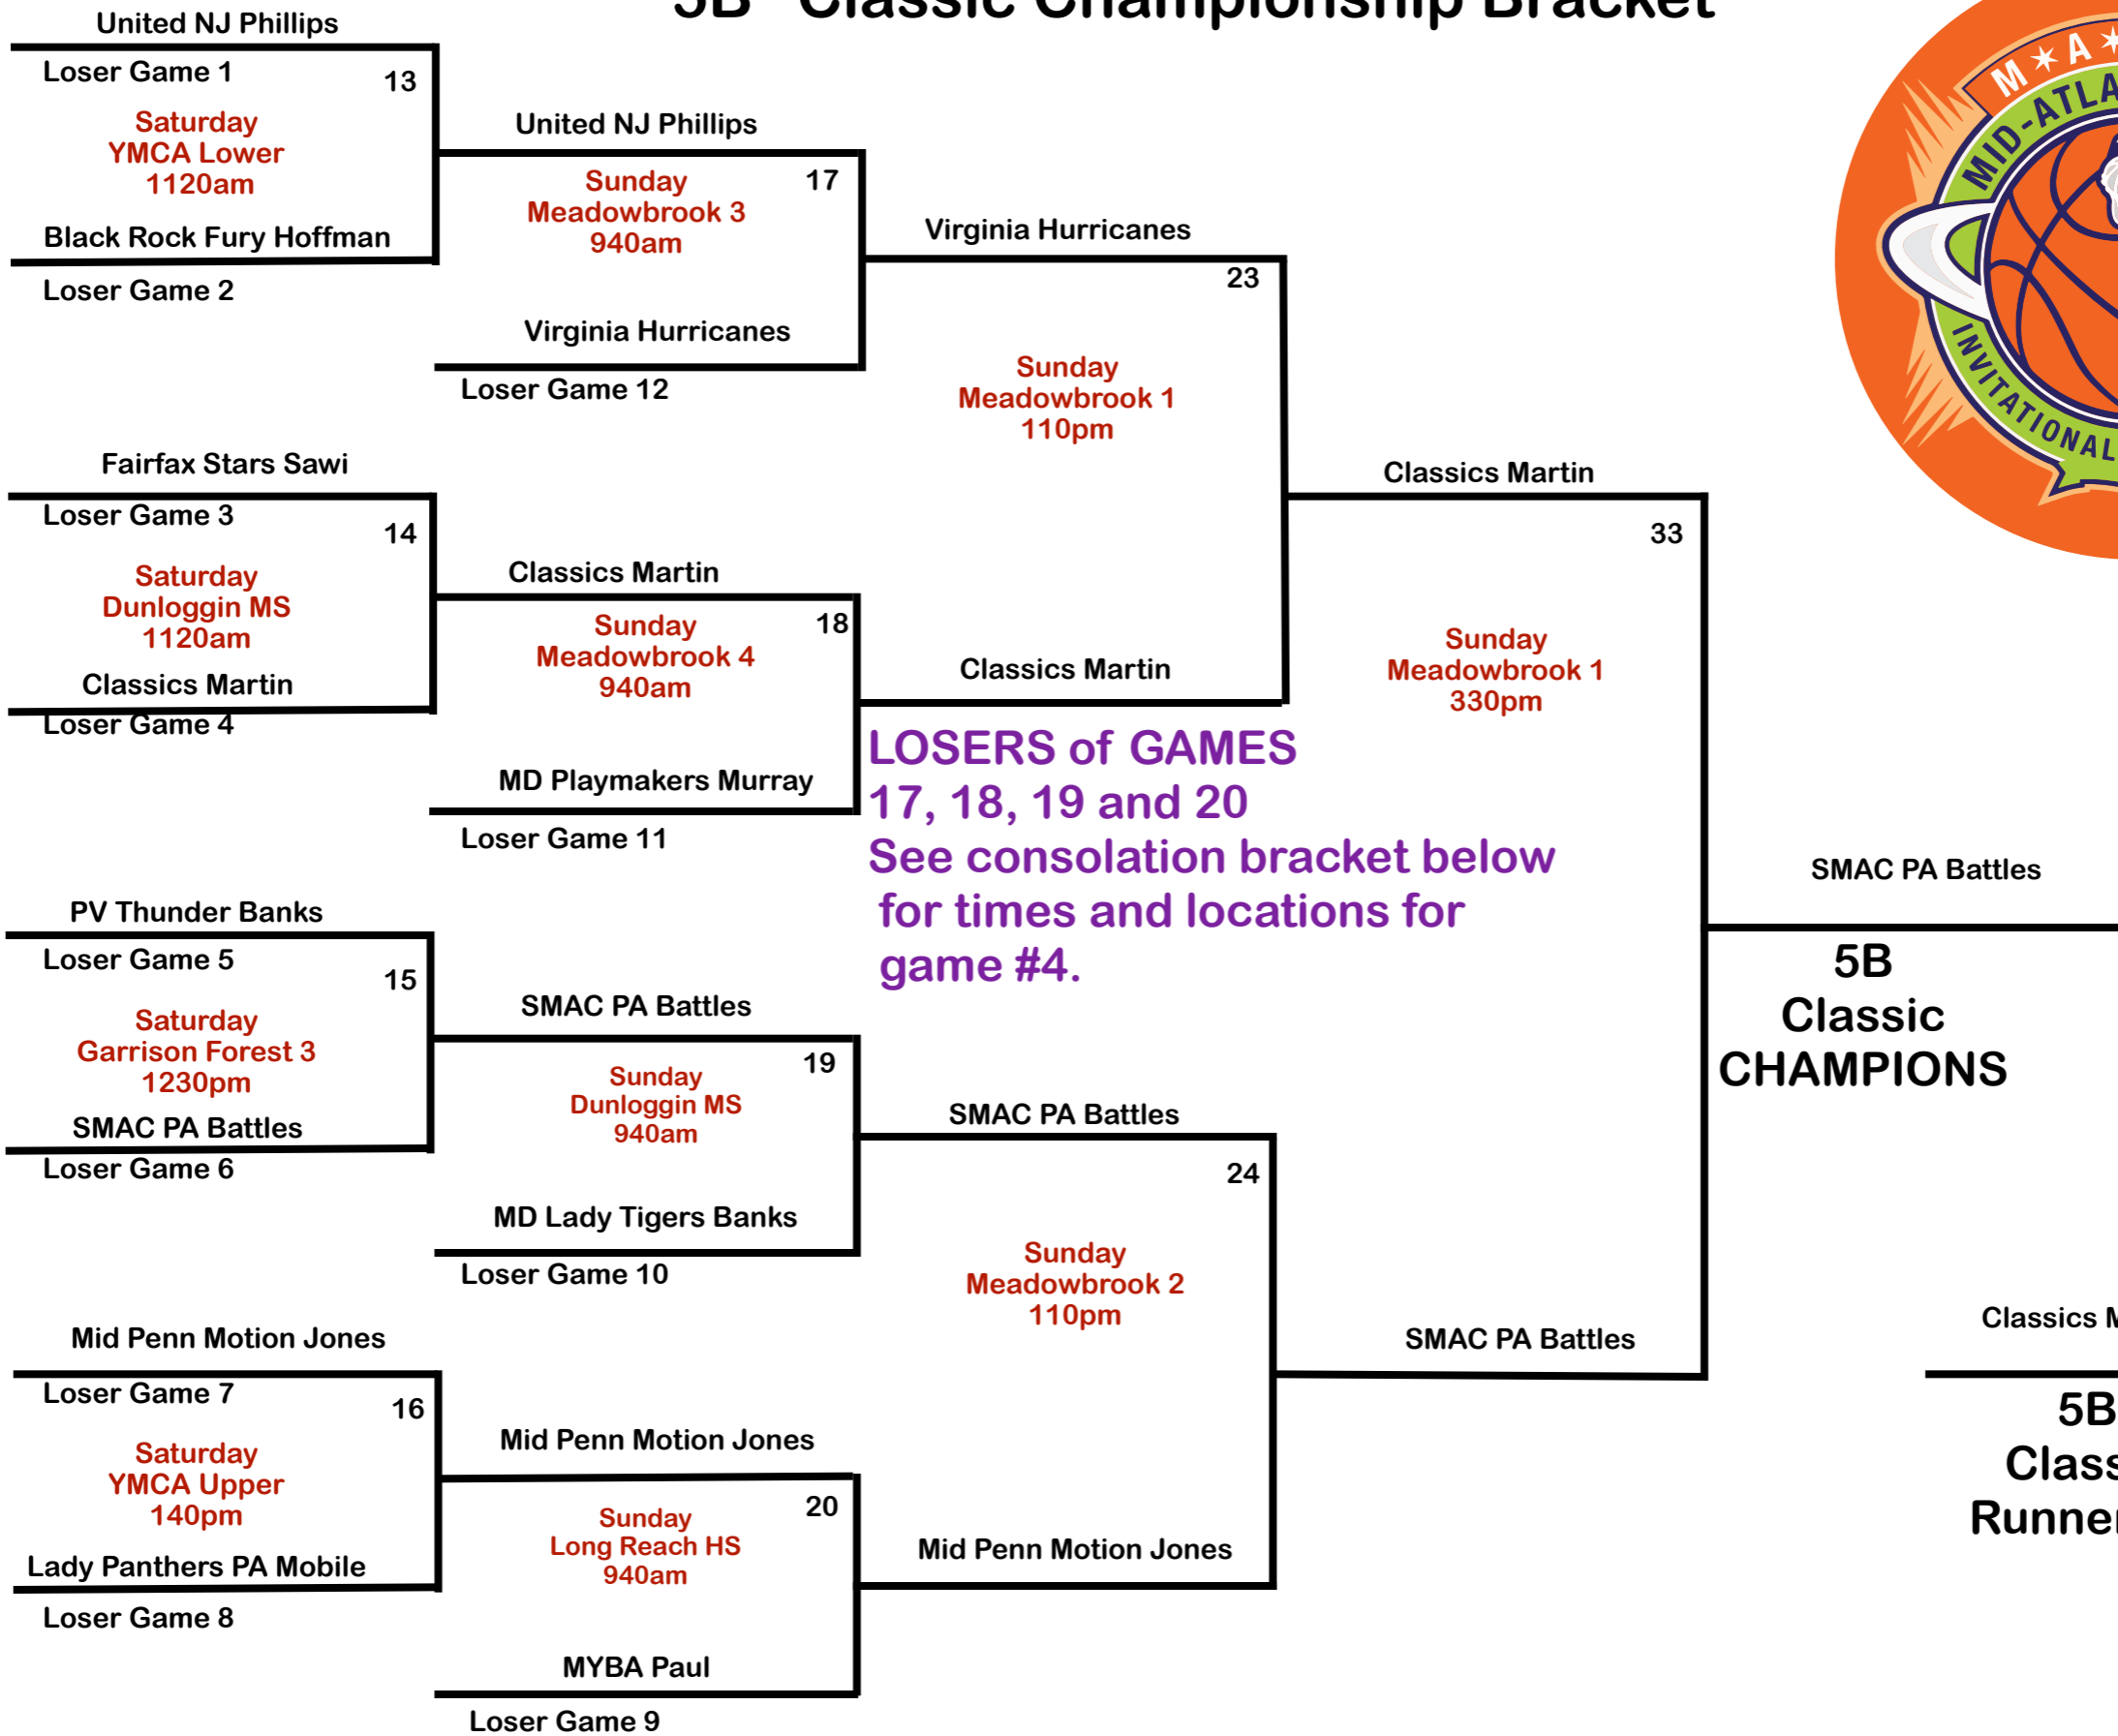 5B Classic Championship Bracket
United NJ Phillips
Loser Game 1
13
Saturday
YMCA Lower
1120am
Black Rock Fury Hoffman
Loser Game 2
United NJ Phillips
17
Sunday
Meadowbrook 3
940am
Virginia Hurricanes
Loser Game 12
Virginia Hurricanes
23
Sunday
Meadowbrook 1
110pm
Fairfax Stars Sawi
Loser Game 3
14
Saturday
Dunloggin MS
1120am
Classics Martin
Loser Game 4
Classics Martin
18
Sunday
Meadowbrook 4
940am
MD Playmakers Murray
Loser Game 11
Classics Martin
Classics Martin
33
Sunday
Meadowbrook 1
330pm
LOSERS of GAMES
17, 18, 19 and 20
See consolation bracket below
for times and locations for
game #4.
PV Thunder Banks
Loser Game 5
15
Saturday
Garrison Forest 3
1230pm
SMAC PA Battles
Loser Game 6
SMAC PA Battles
19
Sunday
Dunloggin MS
940am
MD Lady Tigers Banks
Loser Game 10
SMAC PA Battles
24
Sunday
Meadowbrook 2
110pm
Mid Penn Motion Jones
Loser Game 7
16
Saturday
YMCA Upper
140pm
Lady Panthers PA Mobile
Loser Game 8
Mid Penn Motion Jones
20
Sunday
Long Reach HS
940am
MYBA Paul
Loser Game 9
Mid Penn Motion Jones
SMAC PA Battles
SMAC PA Battles
5B
Classic
CHAMPIONS
Classics
5B
M A
MID-ATLA
INVITATIONAL